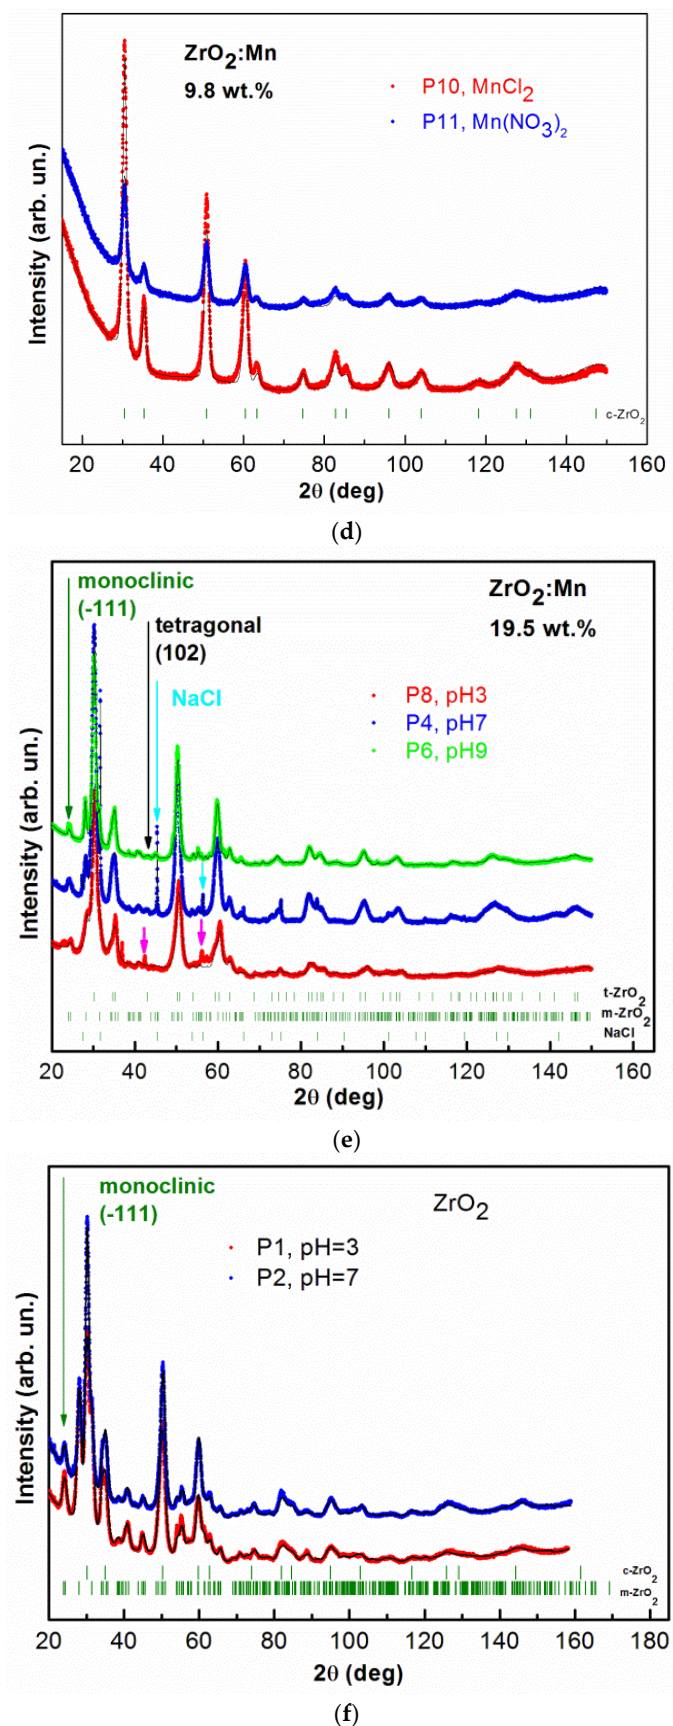 ZrO2:Mn
9.8 wt.%
P10, MnCl2
P11, Mn(NO3)2
Intensity (arb. un.)
c-ZrO2
20 40 60 80 100 120 140 160
2θ (deg)
(d)
monoclinic
(-111)
tetragonal
(102)
NaCl
ZrO2:Mn
19.5 wt.%
P8, pH3
P4, pH7
P6, pH9
Intensity (arb. un.)
t-ZrO2
m-ZrO2
NaCl
20 40 60 80 100 120 140 160
2θ (deg)
(e)
monoclinic
(-111)
ZrO2
P1, pH=3
P2, pH=7
Intensity (arb. un.)
c-ZrO2
m-ZrO2
20 40 60 80 100 120 140 160 180
2θ (deg)
(f)